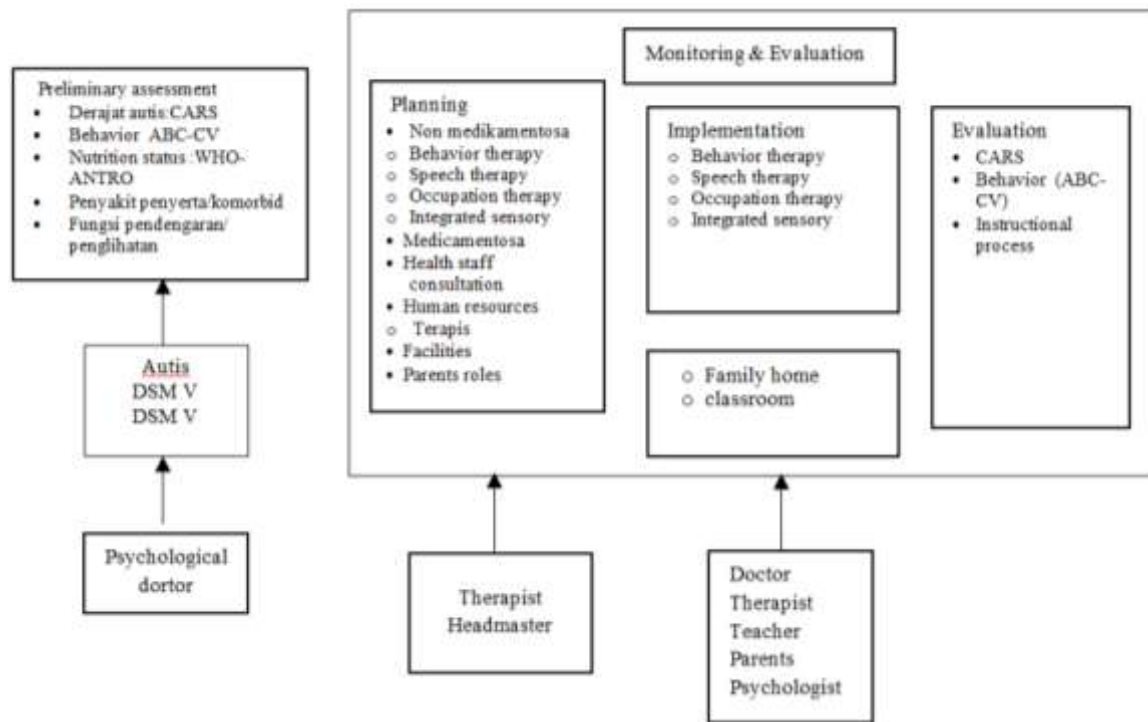 Preliminary assessment
• Derajat autis:CARS
• Behavior ABC-CV
• Nutrition status :WHO-
ANTRO
• Penyakit penyerta/komorbid
• Fungsi pendengaran/
penglihatan
Autis
DSM V
DSM V
Psychological
dortor
Monitoring & Evaluation
Planning
• Non medikamentosa
o Behavior therapy
o Speech therapy
o Occupation therapy
o Integrated sensory
• Medicamentosa
• Health staff
consultation
• Human resources
o Terapis
• Facilities
• Parents roles
Implementation
o Behavior therapy
o Speech therapy
o Occupation therapy
o Integrated sensory
o Family home
o classroom
Evaluation
• CARS
• Behavior (ABC-
CV)
• Instructional
process
Therapist
Headmaster
Doctor
Therapist
Teacher
Parents
Psychologist